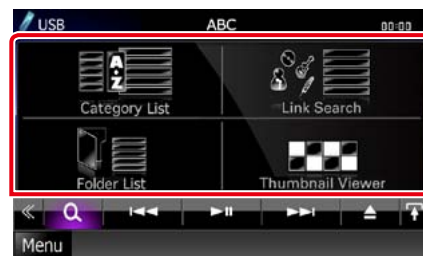 USB ABC 00:00
A Z
Category List Link Search
Folder List Thumbnail Viewer
Menu